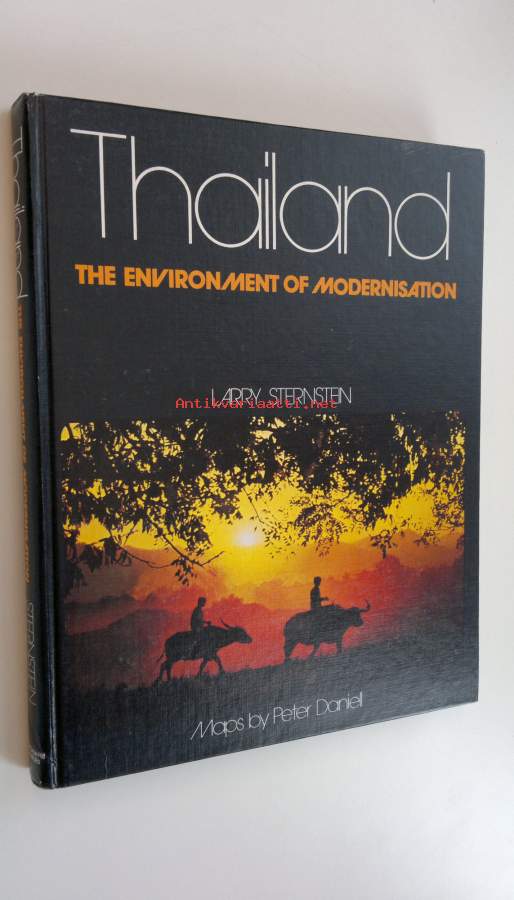 Thailand
THE ENVIRONMENT OF MODERNISATION
LARRY STERNSTEIN
Antikvariaatti.net
Maps by Peter Daniell
Thailand
THE ENVIRONMENT OF MODERNISATION
STERNSTEIN